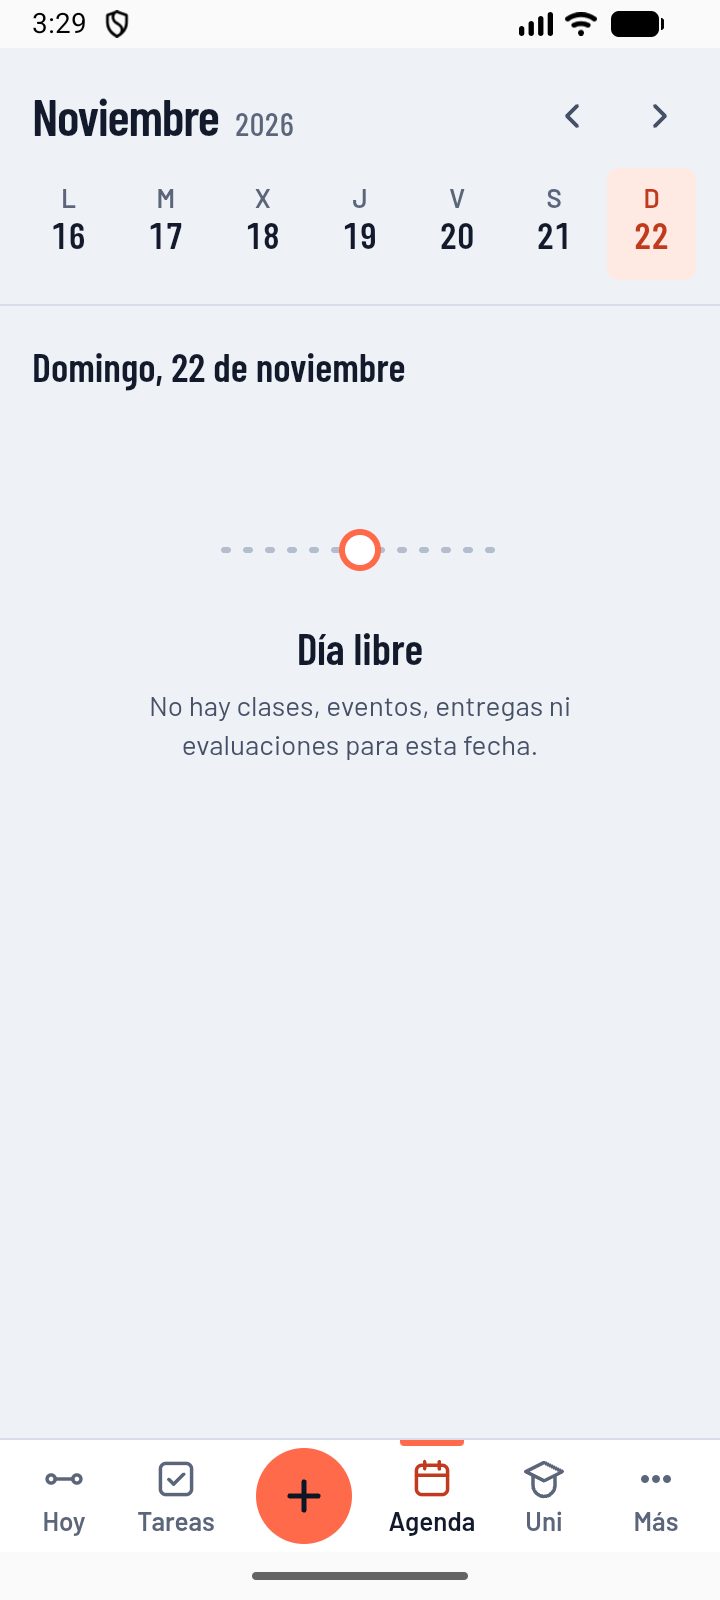 3:29
Noviembre 2026
L M X J V S D
16 17 18 19 20 21 22
Domingo, 22 de noviembre
Día libre
No hay clases, eventos, entregas ni
evaluaciones para esta fecha.
Hoy Tareas Agenda Uni Más